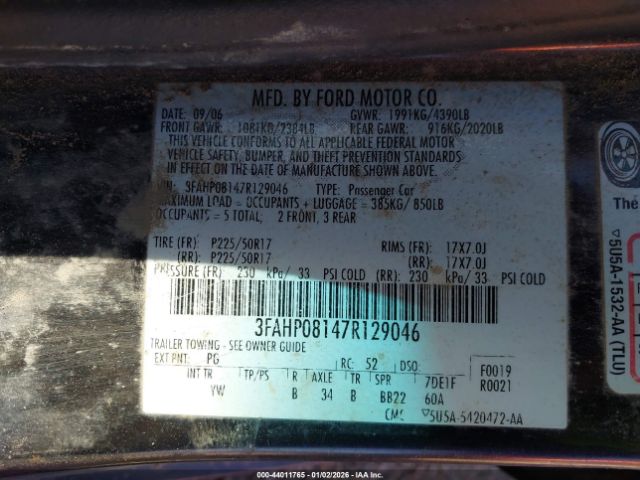 MFD. BY FORD MOTOR CO.
DATE: 09/06 GVWR: 1991KG/4390LB
FRONT GAWR: 1081KG/2384LB REAR GAWR: 916KG/2020LB
THIS VEHICLE CONFORMS TO ALL APPLICABLE FEDERAL MOTOR
VEHICLE SAFETY, BUMPER, AND THEFT PREVENTION STANDARDS
IN EFFECT ON THE DATE OF MANUFACTURE SHOWN ABOVE.
VIN: 3FAHP08147R129046 TYPE: Passenger Car
MAXIMUM LOAD = OCCUPANTS + LUGGAGE = 385KG/ 850LB
OCCUPANTS = 5 TOTAL; 2 FRONT, 3 REAR
TIRE (FR): P225/50R17 RIMS (FR): 17X7.0J
(RR): P225/50R17 (RR): 17X7.0J
PRESSURE (FR): 230 kPa/ 33 PSI COLD (RR): 230 kPa/ 33 PSI COLD
3FAHP08147R129046
TRAILER TOWING - SEE OWNER GUIDE
EXT PNT: PG RC: 52 DSO: F0019
INT TR TP/PS R AXLE TR SPR 7DE1F R0021
YW B 34 B BB22 60A
CMC 5U5A-5420472-AA
The
5U5A-1532-AA (TLU)
000-44011765 - 01/02/2026 - IAA Inc. - Copyright